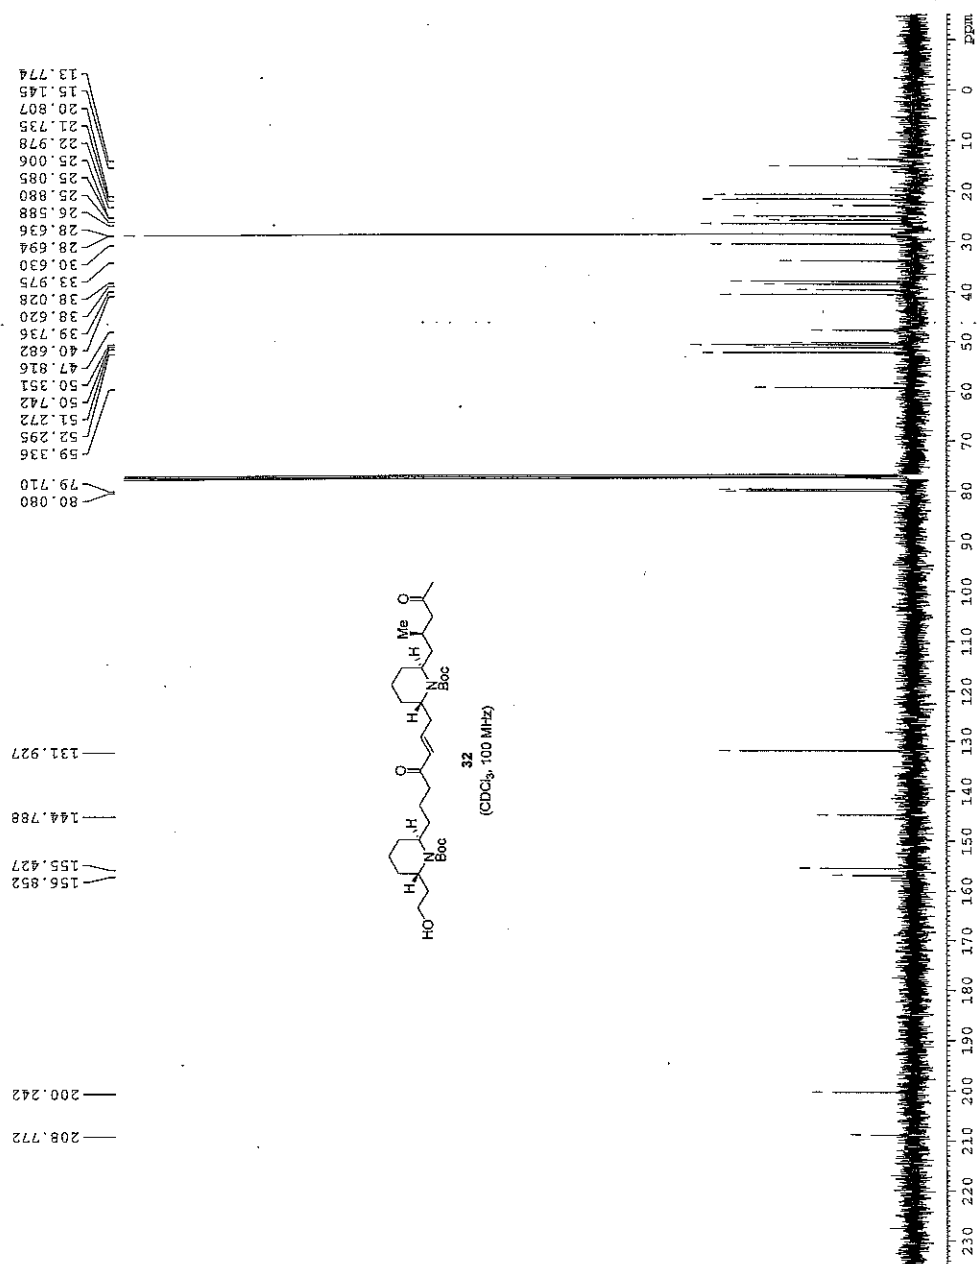 13.774
15.145
20.807
21.735
22.978
25.006
25.085
25.880
26.588
28.636
28.694
30.630
33.975
38.028
38.620
39.736
40.682
47.816
50.351
50.742
51.272
52.295
59.336
79.710
80.080
131.927
144.788
155.427
156.852
200.242
208.772
HO
H
N
Boc
H
O
H
N
Boc
H
Me
O
32
(CDCl3, 100 MHz)
230 220 210 200 190 180 170 160 150 140 130 120 110 100 90 80 70 60 50 40 30 20 10 0 ppm